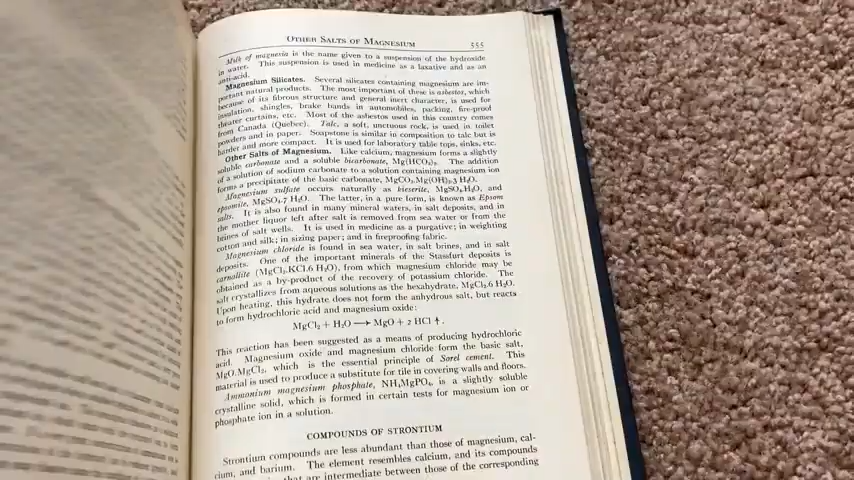 OTHER SALTS OF MAGNESIUM 555
Milk of magnesia is the name given to a suspension of the hydroxide
in water. This suspension is used in medicine as a laxative and as an
anti-acid.
Magnesium Silicates. Several silicates containing magnesium are im-
portant natural products. The most important of these is asbestos, which
because of its fibrous structure and general inert character, is used for
insulation, shingles, brake bands in automobiles, packing, fire-proof
theater curtains, etc. Most of the asbestos used in this country comes
from Canada (Quebec). Talc, a soft, unctuous rock, is used in toilet
powders and in paper. Soapstone is similar in composition to talc but is
harder and more compact. It is used for laboratory table tops, sinks, etc.
Other Salts of Magnesium. Like calcium, magnesium forms a slightly
soluble carbonate and a soluble bicarbonate, Mg(HCO₃)₂. The addition
of a solution of sodium carbonate to a solution containing magnesium ion
forms a precipitate of the basic carbonate, MgCO₃.Mg(OH)₂.3 H₂O.
Magnesium sulfate occurs naturally as kieserite, MgSO₄.H₂O, and
epsomite, MgSO₄.7 H₂O. The latter, in a pure form, is known as Epsom
salts. It is also found in many mineral waters, in salt deposits, and in
the mother liquor left after salt is removed from sea water or from the
brines of salt wells. It is used in medicine as a purgative; in weighting
cotton and silk; in sizing paper; and in fireproofing fabric.
Magnesium chloride is found in sea water, in salt brines, and in salt
deposits. One of the important minerals of the Stassfurt deposits is
carnallite (MgCl₂.KCl.6 H₂O), from which magnesium chloride may be
obtained as a by-product of the recovery of potassium chloride. The
salt crystallizes from aqueous solutions as the hexahydrate, MgCl₂.6 H₂O.
Upon heating, this hydrate does not form the anhydrous salt, but reacts
to form hydrochloric acid and magnesium oxide:
MgCl₂ + H₂O ⟶ MgO + 2 HCl ↑.
This reaction has been suggested as a means of producing hydrochloric
acid. Magnesium oxide and magnesium chloride form the basic salt,
MgO.MgCl₂, which is the essential principle of Sorel cement. This
material is used to produce a substitute for tile in covering walls and floors.
Ammonium magnesium phosphate, NH₄MgPO₄, is a slightly soluble
crystalline solid, which is formed in certain tests for magnesium ion or
phosphate ion in a solution.
COMPOUNDS OF STRONTIUM
Strontium compounds are less abundant than those of magnesium, cal-
cium, and barium. The element resembles calcium, and its compounds
that are intermediate between those of the corresponding